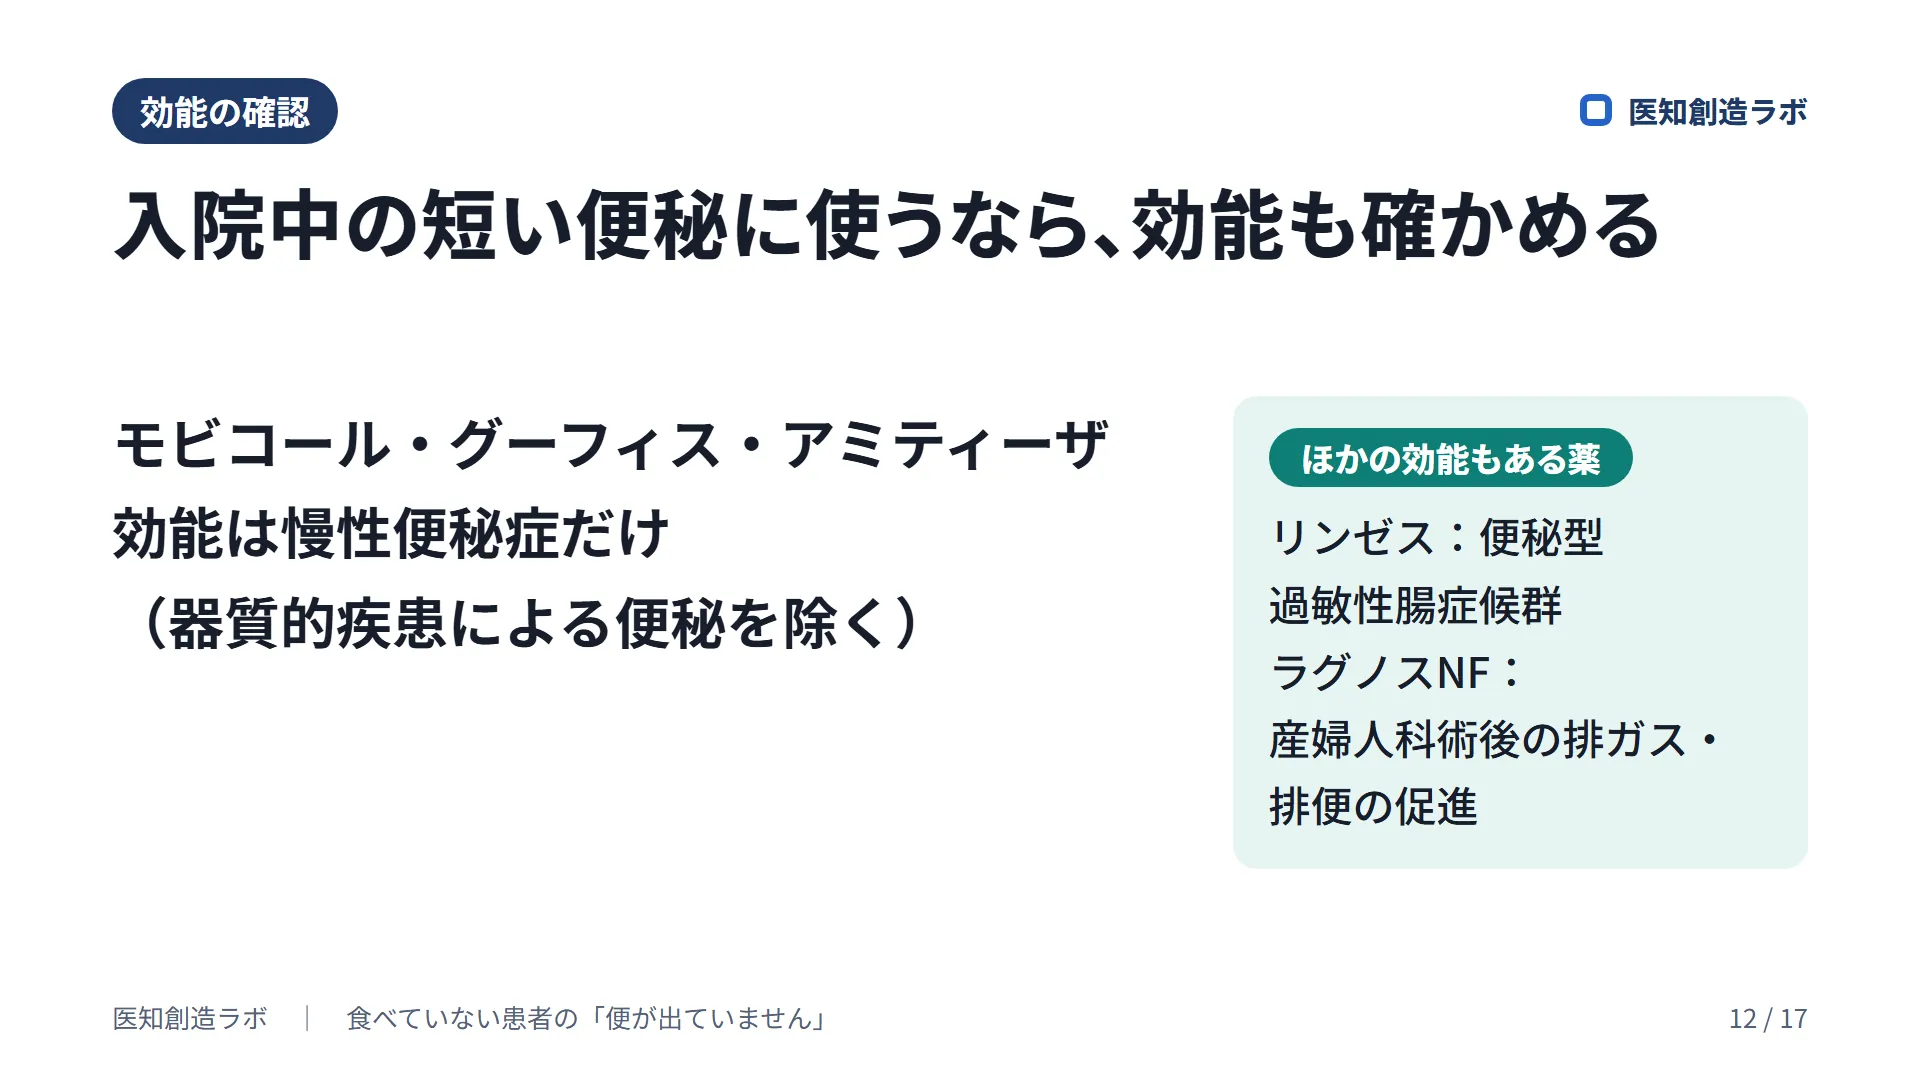 効能の確認
医知創造ラボ
入院中の短い便秘に使うなら、効能も確かめる
モビコール・グーフィス・アミティーザ
効能は慢性便秘症だけ
（器質的疾患による便秘を除く）
ほかの効能もある薬
リンゼス：便秘型
過敏性腸症候群
ラグノスNF：
産婦人科術後の排ガス・
排便の促進
医知創造ラボ ｜ 食べていない患者の「便が出ていません」
12 / 17